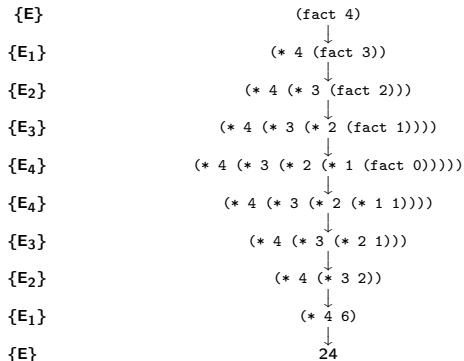 {E} (fact 4)
{E₁} (* 4 (fact 3))
{E₂} (* 4 (* 3 (fact 2)))
{E₃} (* 4 (* 3 (* 2 (fact 1))))
{E₄} (* 4 (* 3 (* 2 (* 1 (fact 0)))))
{E₄} (* 4 (* 3 (* 2 (* 1 1))))
{E₃} (* 4 (* 3 (* 2 1)))
{E₂} (* 4 (* 3 2))
{E₁} (* 4 6)
{E} 24